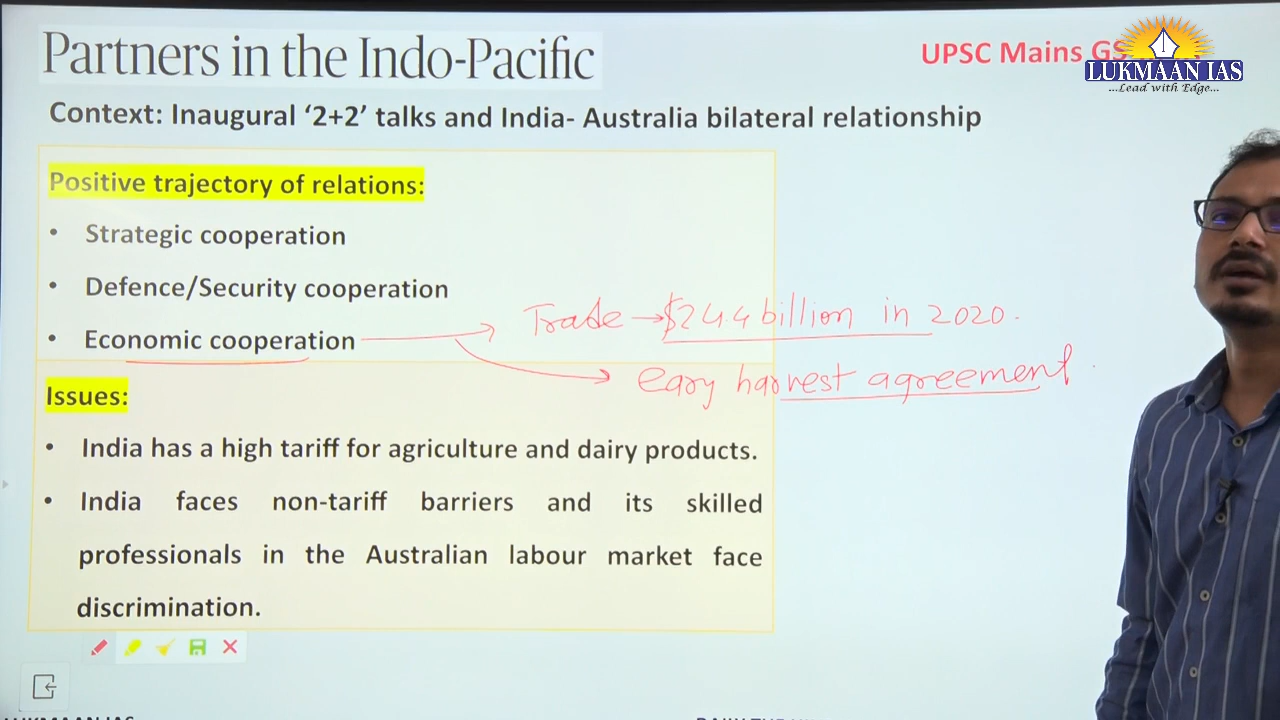 Partners in the Indo-Pacific
UPSC Mains GS
LUKMAAN IAS
...Lead with Edge...
Context: Inaugural ‘2+2’ talks and India- Australia bilateral relationship
Positive trajectory of relations:
• Strategic cooperation
• Defence/Security cooperation
• Economic cooperation
Trade → $244 billion in 2020.
eary harvest agreement
Issues:
• India has a high tariff for agriculture and dairy products.
• India faces non-tariff barriers and its skilled
professionals in the Australian labour market face
discrimination.